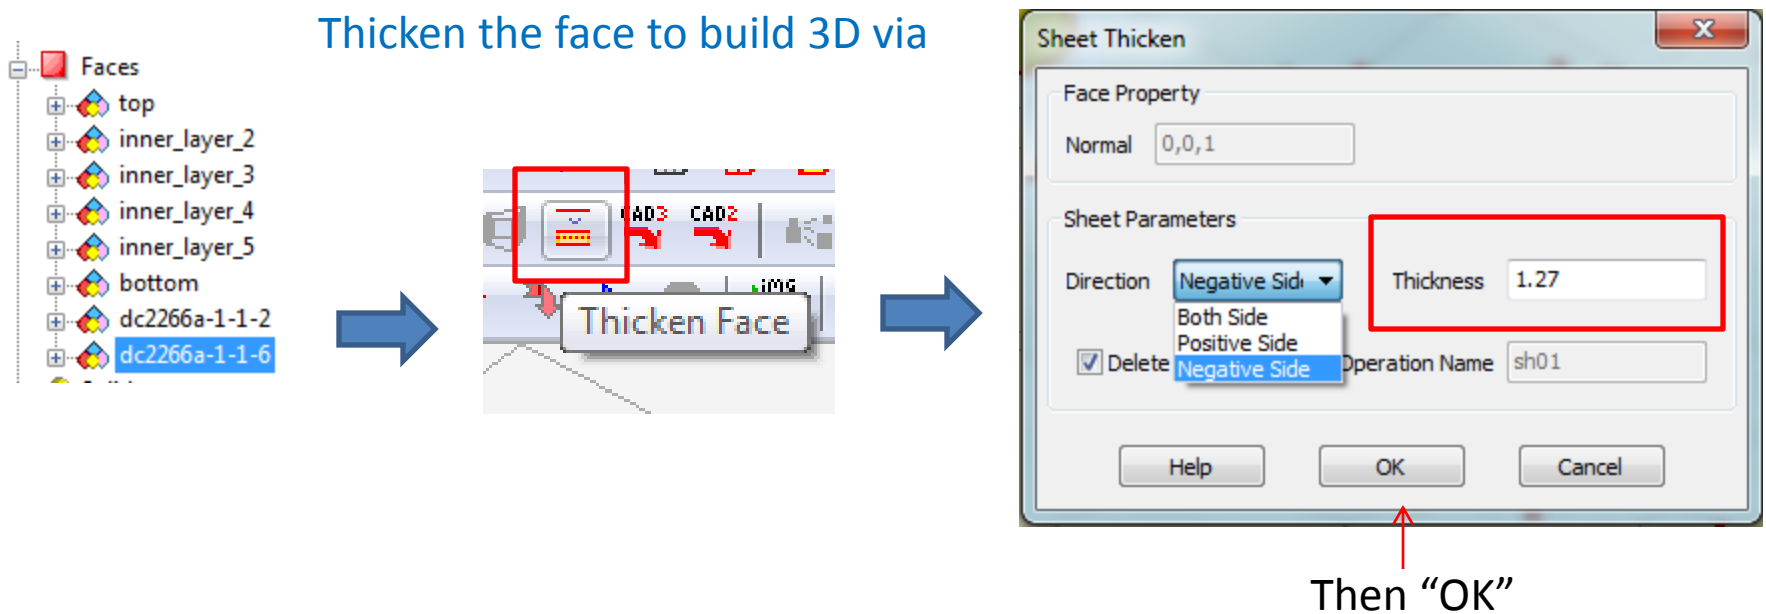 Thicken the face to build 3D via
Faces
top
inner_layer_2
inner_layer_3
inner_layer_4
inner_layer_5
bottom
dc2266a-1-1-2
dc2266a-1-1-6
CAD3 CAD2
Thicken Face
Sheet Thicken
Face Property
Normal 0,0,1
Sheet Parameters
Direction Negative Sid Thickness 1.27
Both Side
Positive Side
Negative Side
Delete Operation Name sh01
Help OK Cancel
Then “OK”